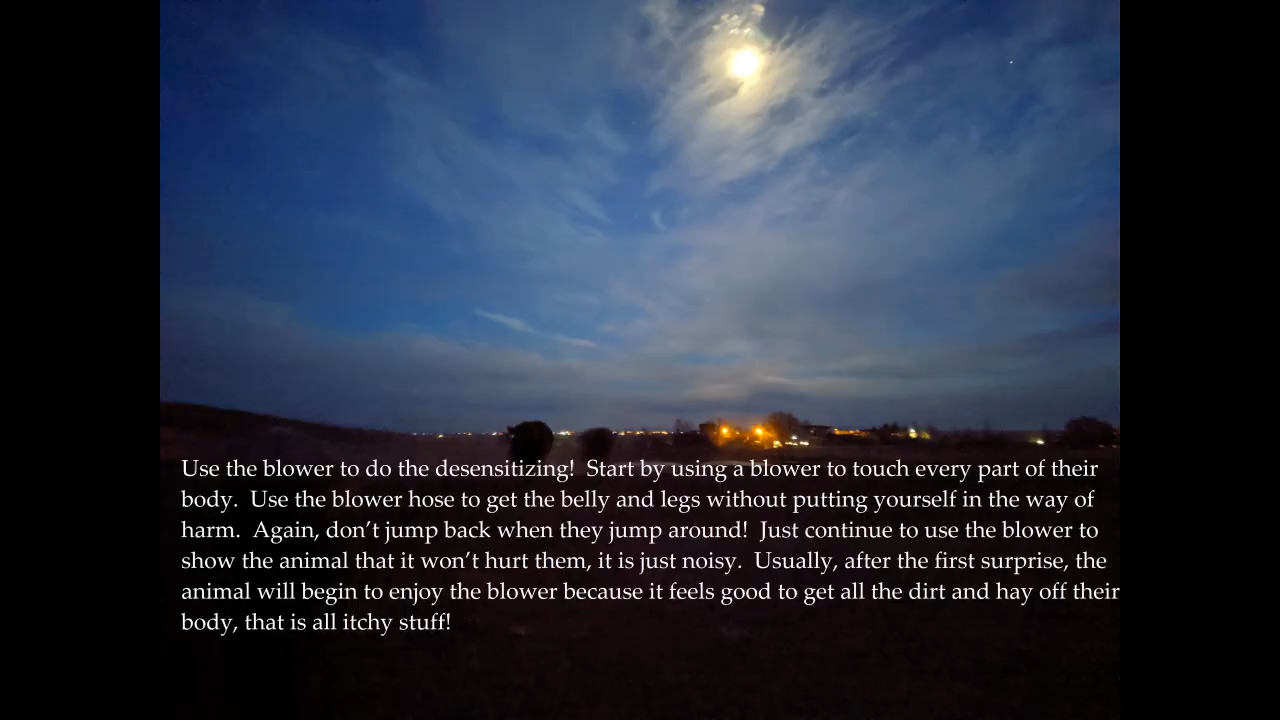 Use the blower to do the desensitizing!  Start by using a blower to touch every part of their
body.  Use the blower hose to get the belly and legs without putting yourself in the way of
harm.  Again, don’t jump back when they jump around!  Just continue to use the blower to
show the animal that it won’t hurt them, it is just noisy.  Usually, after the first surprise, the
animal will begin to enjoy the blower because it feels good to get all the dirt and hay off their
body, that is all itchy stuff!